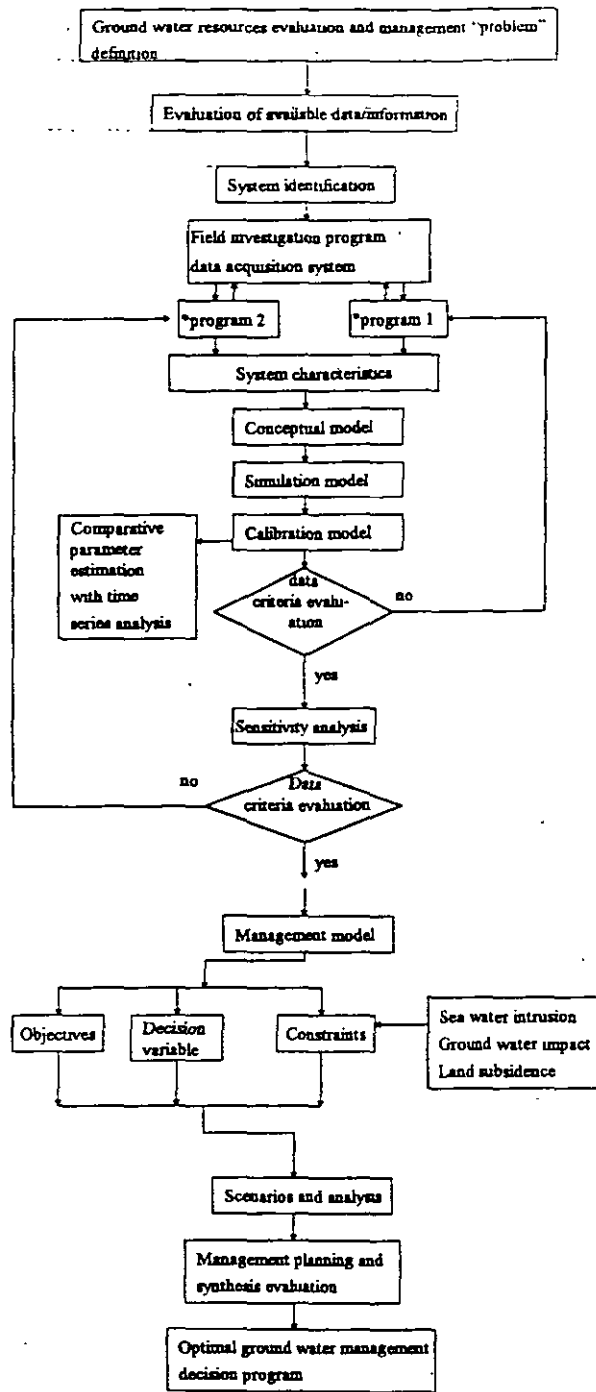 Ground water resources evaluation and management "problem"
definition
Evaluation of available data/information
System identification
Field investigation program
data acquisition system
*program 2
*program 1
System characteristics
Conceptual model
Simulation model
Calibration model
Comparative
parameter
estimation
with time
series analysis
data
criteria evalu-
ation
no
yes
Sensitivity analysis
no
Data
criteria evaluation
yes
Management model
Objectives
Decision
variable
Constraints
Sea water intrusion
Ground water impact
Land subsidence
Scenarios and analysis
Management planning and
synthesis evaluation
Optimal ground water management
decision program